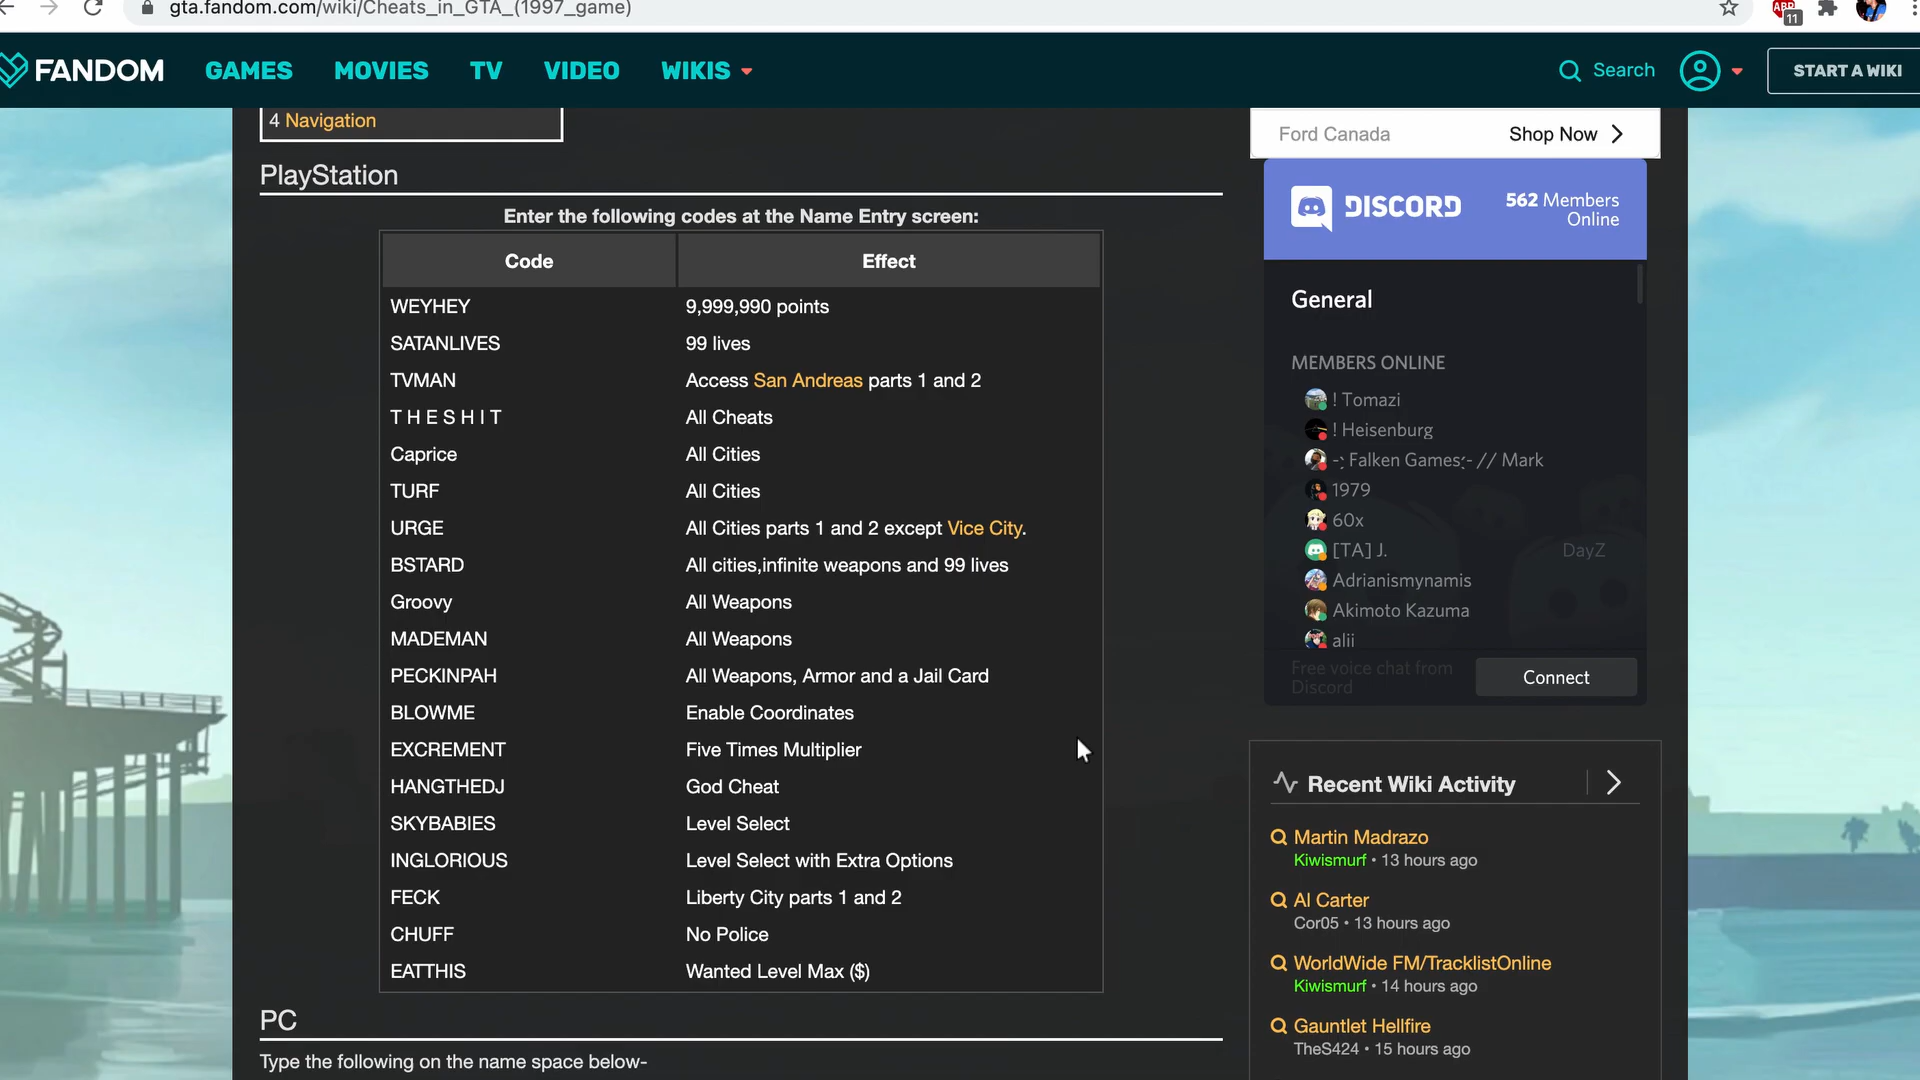 gta.fandom.com/wiki/Cheats_in_GTA_(1997_game)
ABP
11
FANDOM
GAMES MOVIES TV VIDEO WIKIS
Search
START A WIKI
4 Navigation
PlayStation
Enter the following codes at the Name Entry screen:
Code Effect
WEYHEY 9,999,990 points
SATANLIVES 99 lives
TVMAN Access San Andreas parts 1 and 2
T H E S H I T All Cheats
Caprice All Cities
TURF All Cities
URGE All Cities parts 1 and 2 except Vice City.
BSTARD All cities,infinite weapons and 99 lives
Groovy All Weapons
MADEMAN All Weapons
PECKINPAH All Weapons, Armor and a Jail Card
BLOWME Enable Coordinates
EXCREMENT Five Times Multiplier
HANGTHEDJ God Cheat
SKYBABIES Level Select
INGLORIOUS Level Select with Extra Options
FECK Liberty City parts 1 and 2
CHUFF No Police
EATTHIS Wanted Level Max ($)
PC
Type the following on the name space below-
Ford Canada Shop Now
DISCORD
562 Members
Online
General
MEMBERS ONLINE
! Tomazi
! Heisenburg
-; Falken Games;- // Mark
1979
60x
[TA] J. DayZ
Adrianismynamis
Akimoto Kazuma
alii
Free voice chat from
Discord
Connect
Recent Wiki Activity
Martin Madrazo
Kiwismurf • 13 hours ago
Al Carter
Cor05 • 13 hours ago
WorldWide FM/TracklistOnline
Kiwismurf • 14 hours ago
Gauntlet Hellfire
TheS424 • 15 hours ago